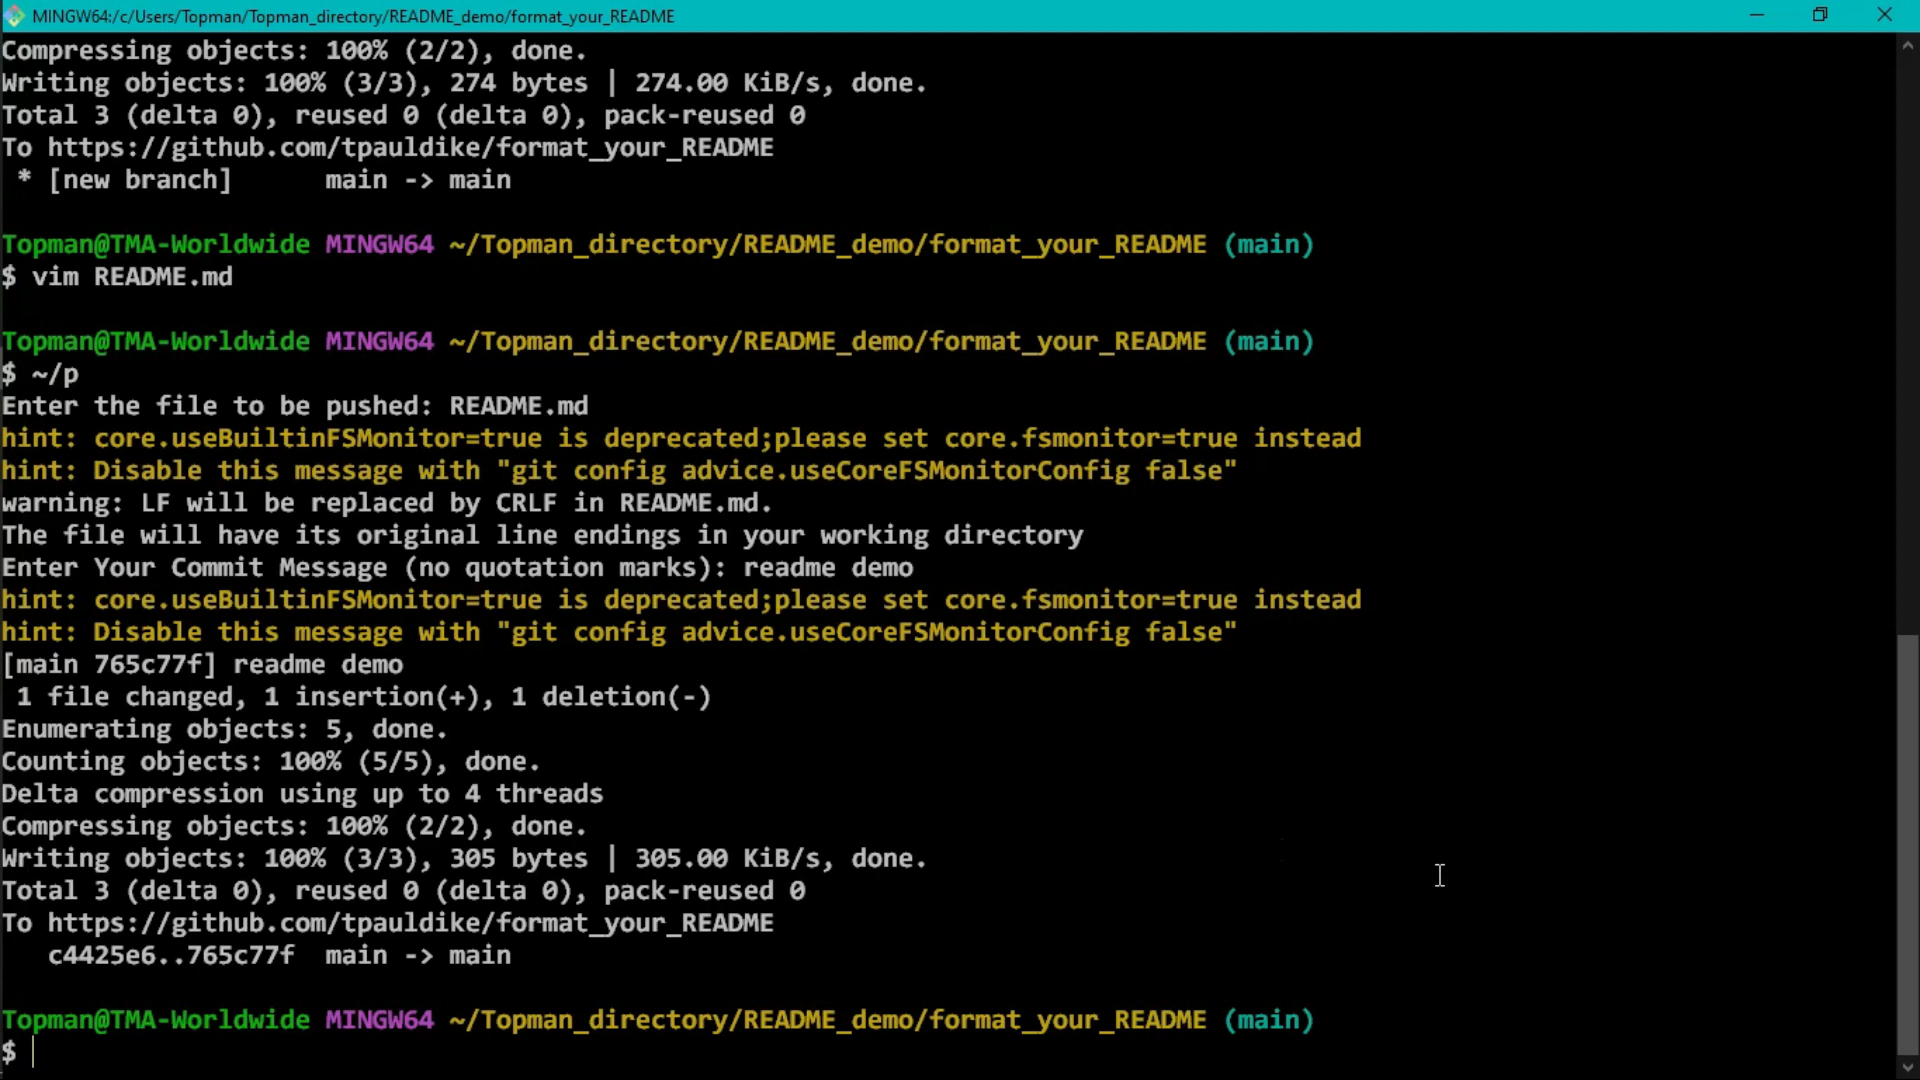 MINGW64:/c/Users/Topman/Topman_directory/README_demo/format_your_README
Compressing objects: 100% (2/2), done.
Writing objects: 100% (3/3), 274 bytes | 274.00 KiB/s, done.
Total 3 (delta 0), reused 0 (delta 0), pack-reused 0
To https://github.com/tpauldike/format_your_README
 * [new branch]      main -> main
Topman@TMA-Worldwide MINGW64 ~/Topman_directory/README_demo/format_your_README (main)
$ vim README.md
Topman@TMA-Worldwide MINGW64 ~/Topman_directory/README_demo/format_your_README (main)
$ ~/p
Enter the file to be pushed: README.md
hint: core.useBuiltinFSMonitor=true is deprecated;please set core.fsmonitor=true instead
hint: Disable this message with "git config advice.useCoreFSMonitorConfig false"
warning: LF will be replaced by CRLF in README.md.
The file will have its original line endings in your working directory
Enter Your Commit Message (no quotation marks): readme demo
hint: core.useBuiltinFSMonitor=true is deprecated;please set core.fsmonitor=true instead
hint: Disable this message with "git config advice.useCoreFSMonitorConfig false"
[main 765c77f] readme demo
 1 file changed, 1 insertion(+), 1 deletion(-)
Enumerating objects: 5, done.
Counting objects: 100% (5/5), done.
Delta compression using up to 4 threads
Compressing objects: 100% (2/2), done.
Writing objects: 100% (3/3), 305 bytes | 305.00 KiB/s, done.
Total 3 (delta 0), reused 0 (delta 0), pack-reused 0
To https://github.com/tpauldike/format_your_README
   c4425e6..765c77f  main -> main
Topman@TMA-Worldwide MINGW64 ~/Topman_directory/README_demo/format_your_README (main)
$